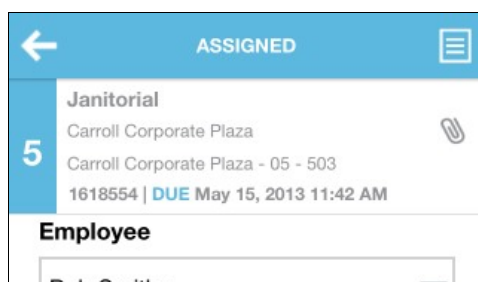 ASSIGNED
5
Janitorial
Carroll Corporate Plaza
Carroll Corporate Plaza - 05 - 503
1618554 | DUE May 15, 2013 11:42 AM
Employee